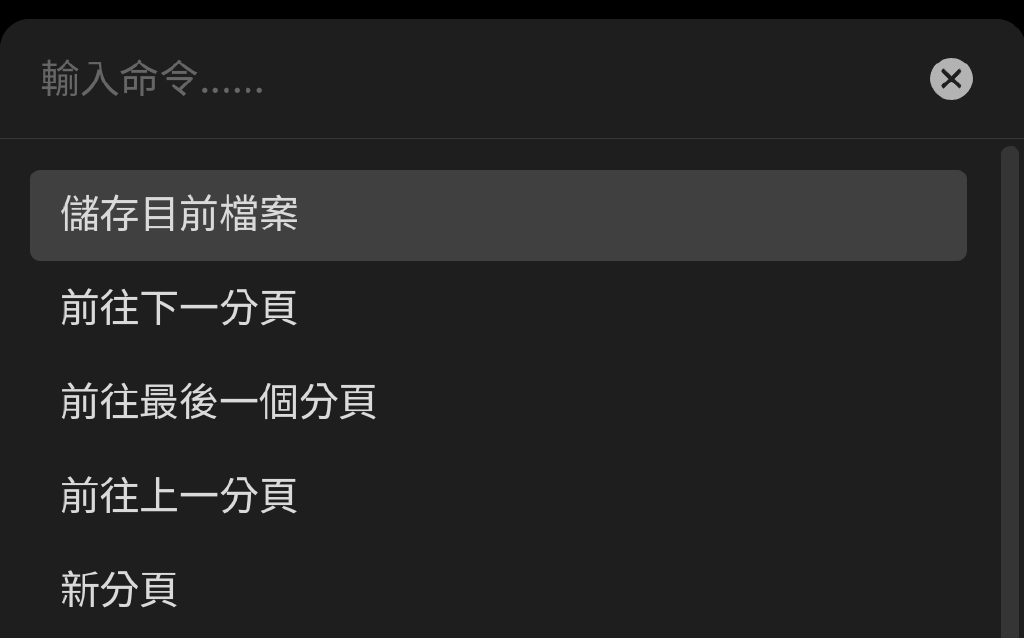 輸入命令......
儲存目前檔案
前往下一分頁
前往最後一個分頁
前往上一分頁
新分頁